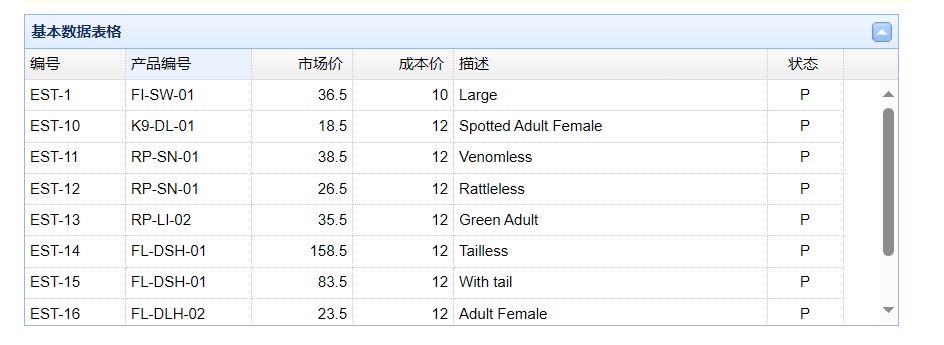 基本数据表格
编号 产品编号 市场价 成本价 描述 状态
EST-1 FI-SW-01 36.5 10 Large P
EST-10 K9-DL-01 18.5 12 Spotted Adult Female P
EST-11 RP-SN-01 38.5 12 Venomless P
EST-12 RP-SN-01 26.5 12 Rattleless P
EST-13 RP-LI-02 35.5 12 Green Adult P
EST-14 FL-DSH-01 158.5 12 Tailless P
EST-15 FL-DSH-01 83.5 12 With tail P
EST-16 FL-DLH-02 23.5 12 Adult Female P